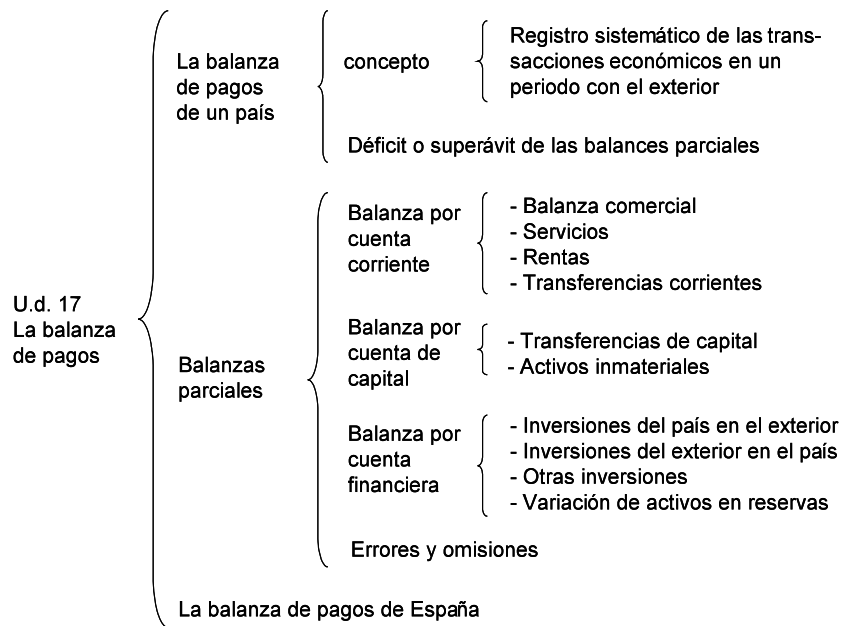 U.d. 17
La balanza
de pagos
La balanza
de pagos
de un país
concepto
Registro sistemático de las tran-
sacciones económicos en un
periodo con el exterior
Déficit o superávit de las balances parciales
Balanzas
parciales
Balanza por
cuenta
corriente
- Balanza comercial
- Servicios
- Rentas
- Transferencias corrientes
Balanza por
cuenta de
capital
- Transferencias de capital
- Activos inmateriales
Balanza por
cuenta
financiera
- Inversiones del país en el exterior
- Inversiones del exterior en el país
- Otras inversiones
- Variación de activos en reservas
Errores y omisiones
La balanza de pagos de España